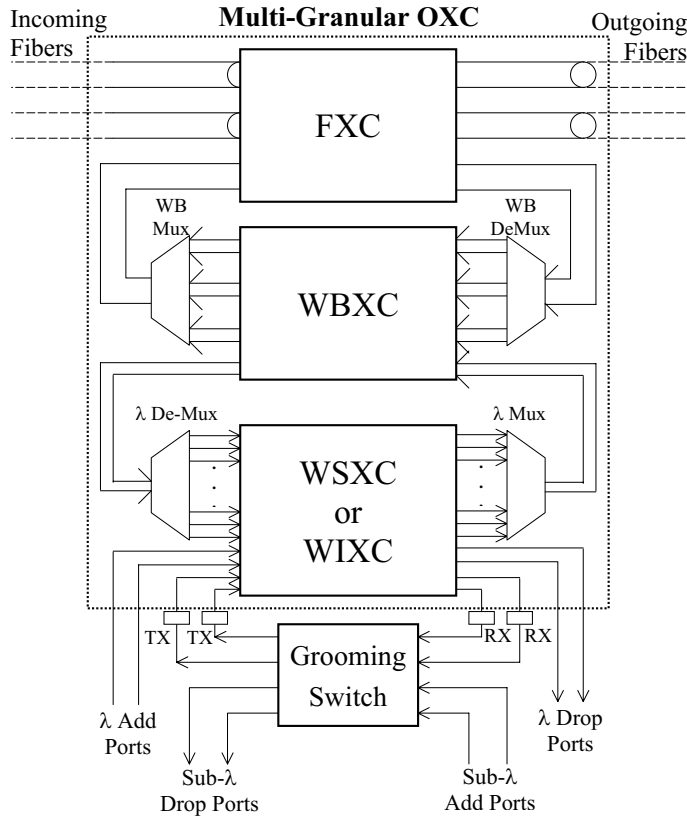 Multi-Granular OXC
Incoming
Fibers
Outgoing
Fibers
FXC
WB
Mux
WB
DeMux
WBXC
λ De-Mux
λ Mux
WSXC
or
WIXC
TX
TX
RX
RX
Grooming
Switch
λ Add
Ports
λ Drop
Ports
Sub-λ
Drop Ports
Sub-λ
Add Ports